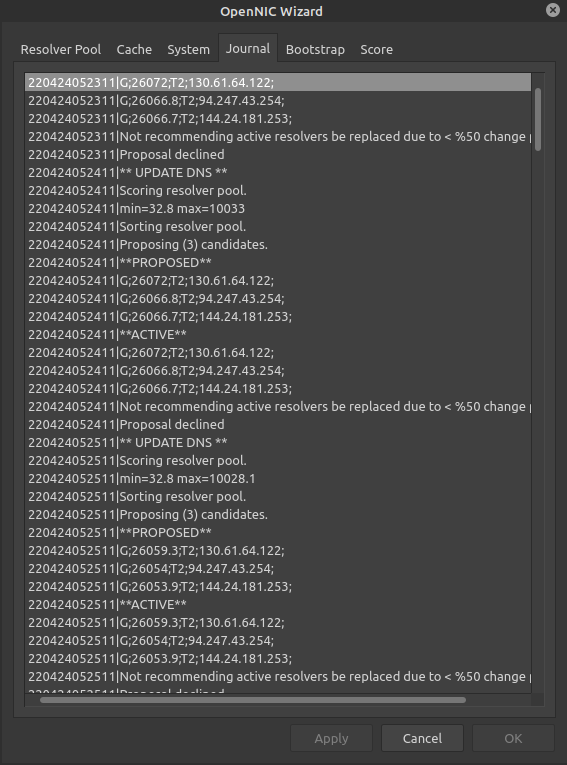 OpenNIC Wizard
Resolver Pool Cache System Journal Bootstrap Score
220424052311|G;26072;T2;130.61.64.122;
220424052311|G;26066.8;T2;94.247.43.254;
220424052311|G;26066.7;T2;144.24.181.253;
220424052311|Not recommending active resolvers be replaced due to < %50 change
220424052311|Proposal declined
220424052411|** UPDATE DNS **
220424052411|Scoring resolver pool.
220424052411|min=32.8 max=10033
220424052411|Sorting resolver pool.
220424052411|Proposing (3) candidates.
220424052411|**PROPOSED**
220424052411|G;26072;T2;130.61.64.122;
220424052411|G;26066.8;T2;94.247.43.254;
220424052411|G;26066.7;T2;144.24.181.253;
220424052411|**ACTIVE**
220424052411|G;26072;T2;130.61.64.122;
220424052411|G;26066.8;T2;94.247.43.254;
220424052411|G;26066.7;T2;144.24.181.253;
220424052411|Not recommending active resolvers be replaced due to < %50 change
220424052411|Proposal declined
220424052511|** UPDATE DNS **
220424052511|Scoring resolver pool.
220424052511|min=32.8 max=10028.1
220424052511|Sorting resolver pool.
220424052511|Proposing (3) candidates.
220424052511|**PROPOSED**
220424052511|G;26059.3;T2;130.61.64.122;
220424052511|G;26054;T2;94.247.43.254;
220424052511|G;26053.9;T2;144.24.181.253;
220424052511|**ACTIVE**
220424052511|G;26059.3;T2;130.61.64.122;
220424052511|G;26054;T2;94.247.43.254;
220424052511|G;26053.9;T2;144.24.181.253;
220424052511|Not recommending active resolvers be replaced due to < %50 change
220424052511|Proposal declined
Apply Cancel OK